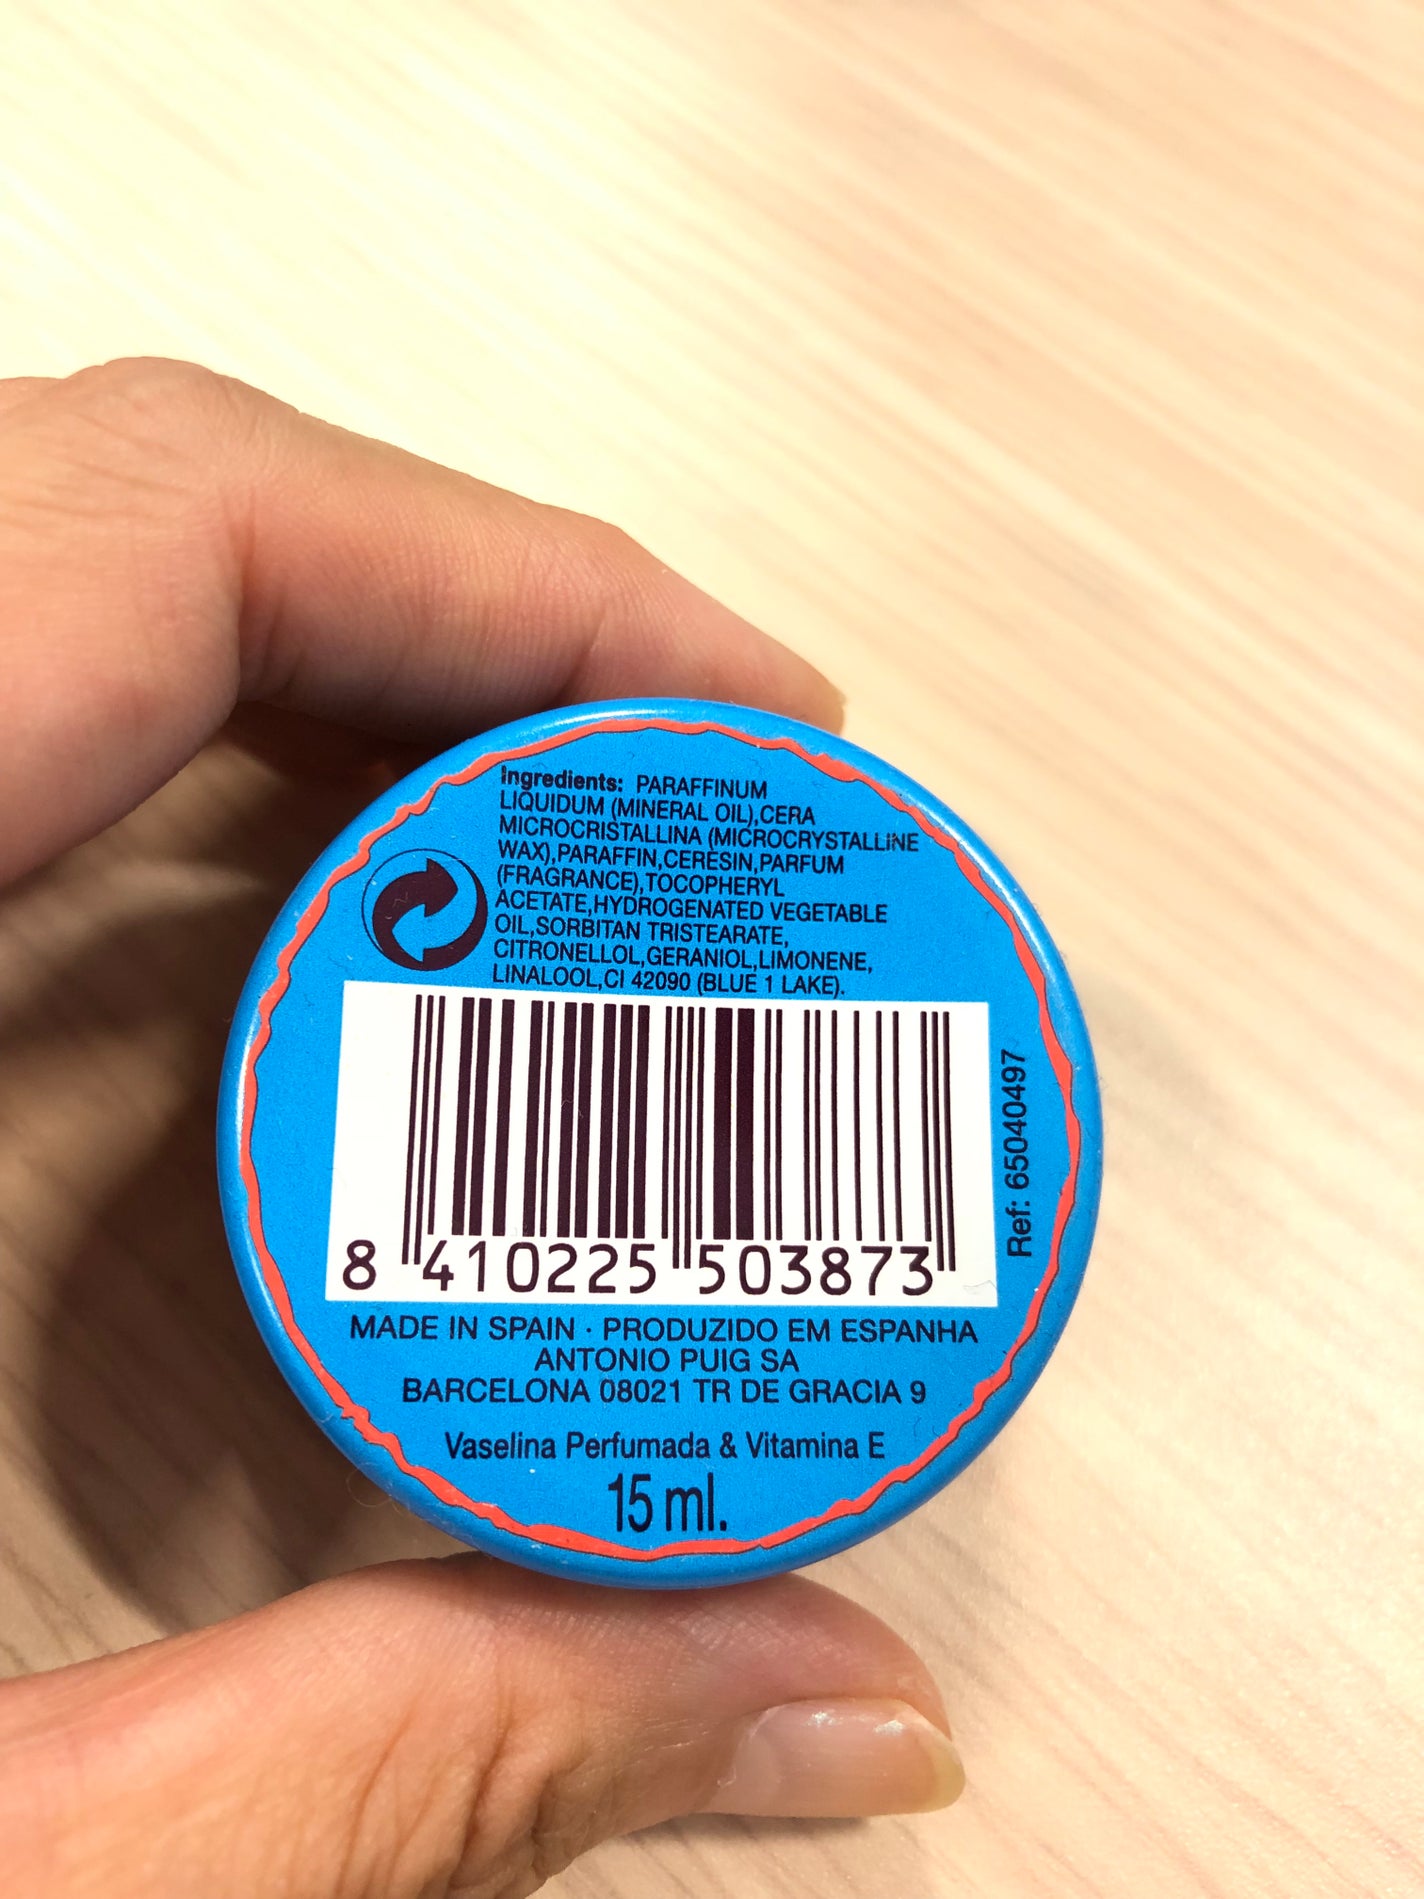 Ingredients: PARAFFINUM
LIQUIDUM (MINERAL OIL),CERA
MICROCRISTALLINA (MICROCRYSTALLINE
WAX),PARAFFIN,CERESIN,PARFUM
(FRAGRANCE),TOCOPHERYL
ACETATE,HYDROGENATED VEGETABLE
OIL,SORBITAN TRISTEARATE,
CITRONELLOL,GERANIOL,LIMONENE,
LINALOOL,CI 42090 (BLUE 1 LAKE).
8 410225 503873
Ref: 65040497
MADE IN SPAIN · PRODUZIDO EM ESPANHA
ANTONIO PUIG SA
BARCELONA 08021 TR DE GRACIA 9
Vaselina Perfumada & Vitamina E
15 ml.